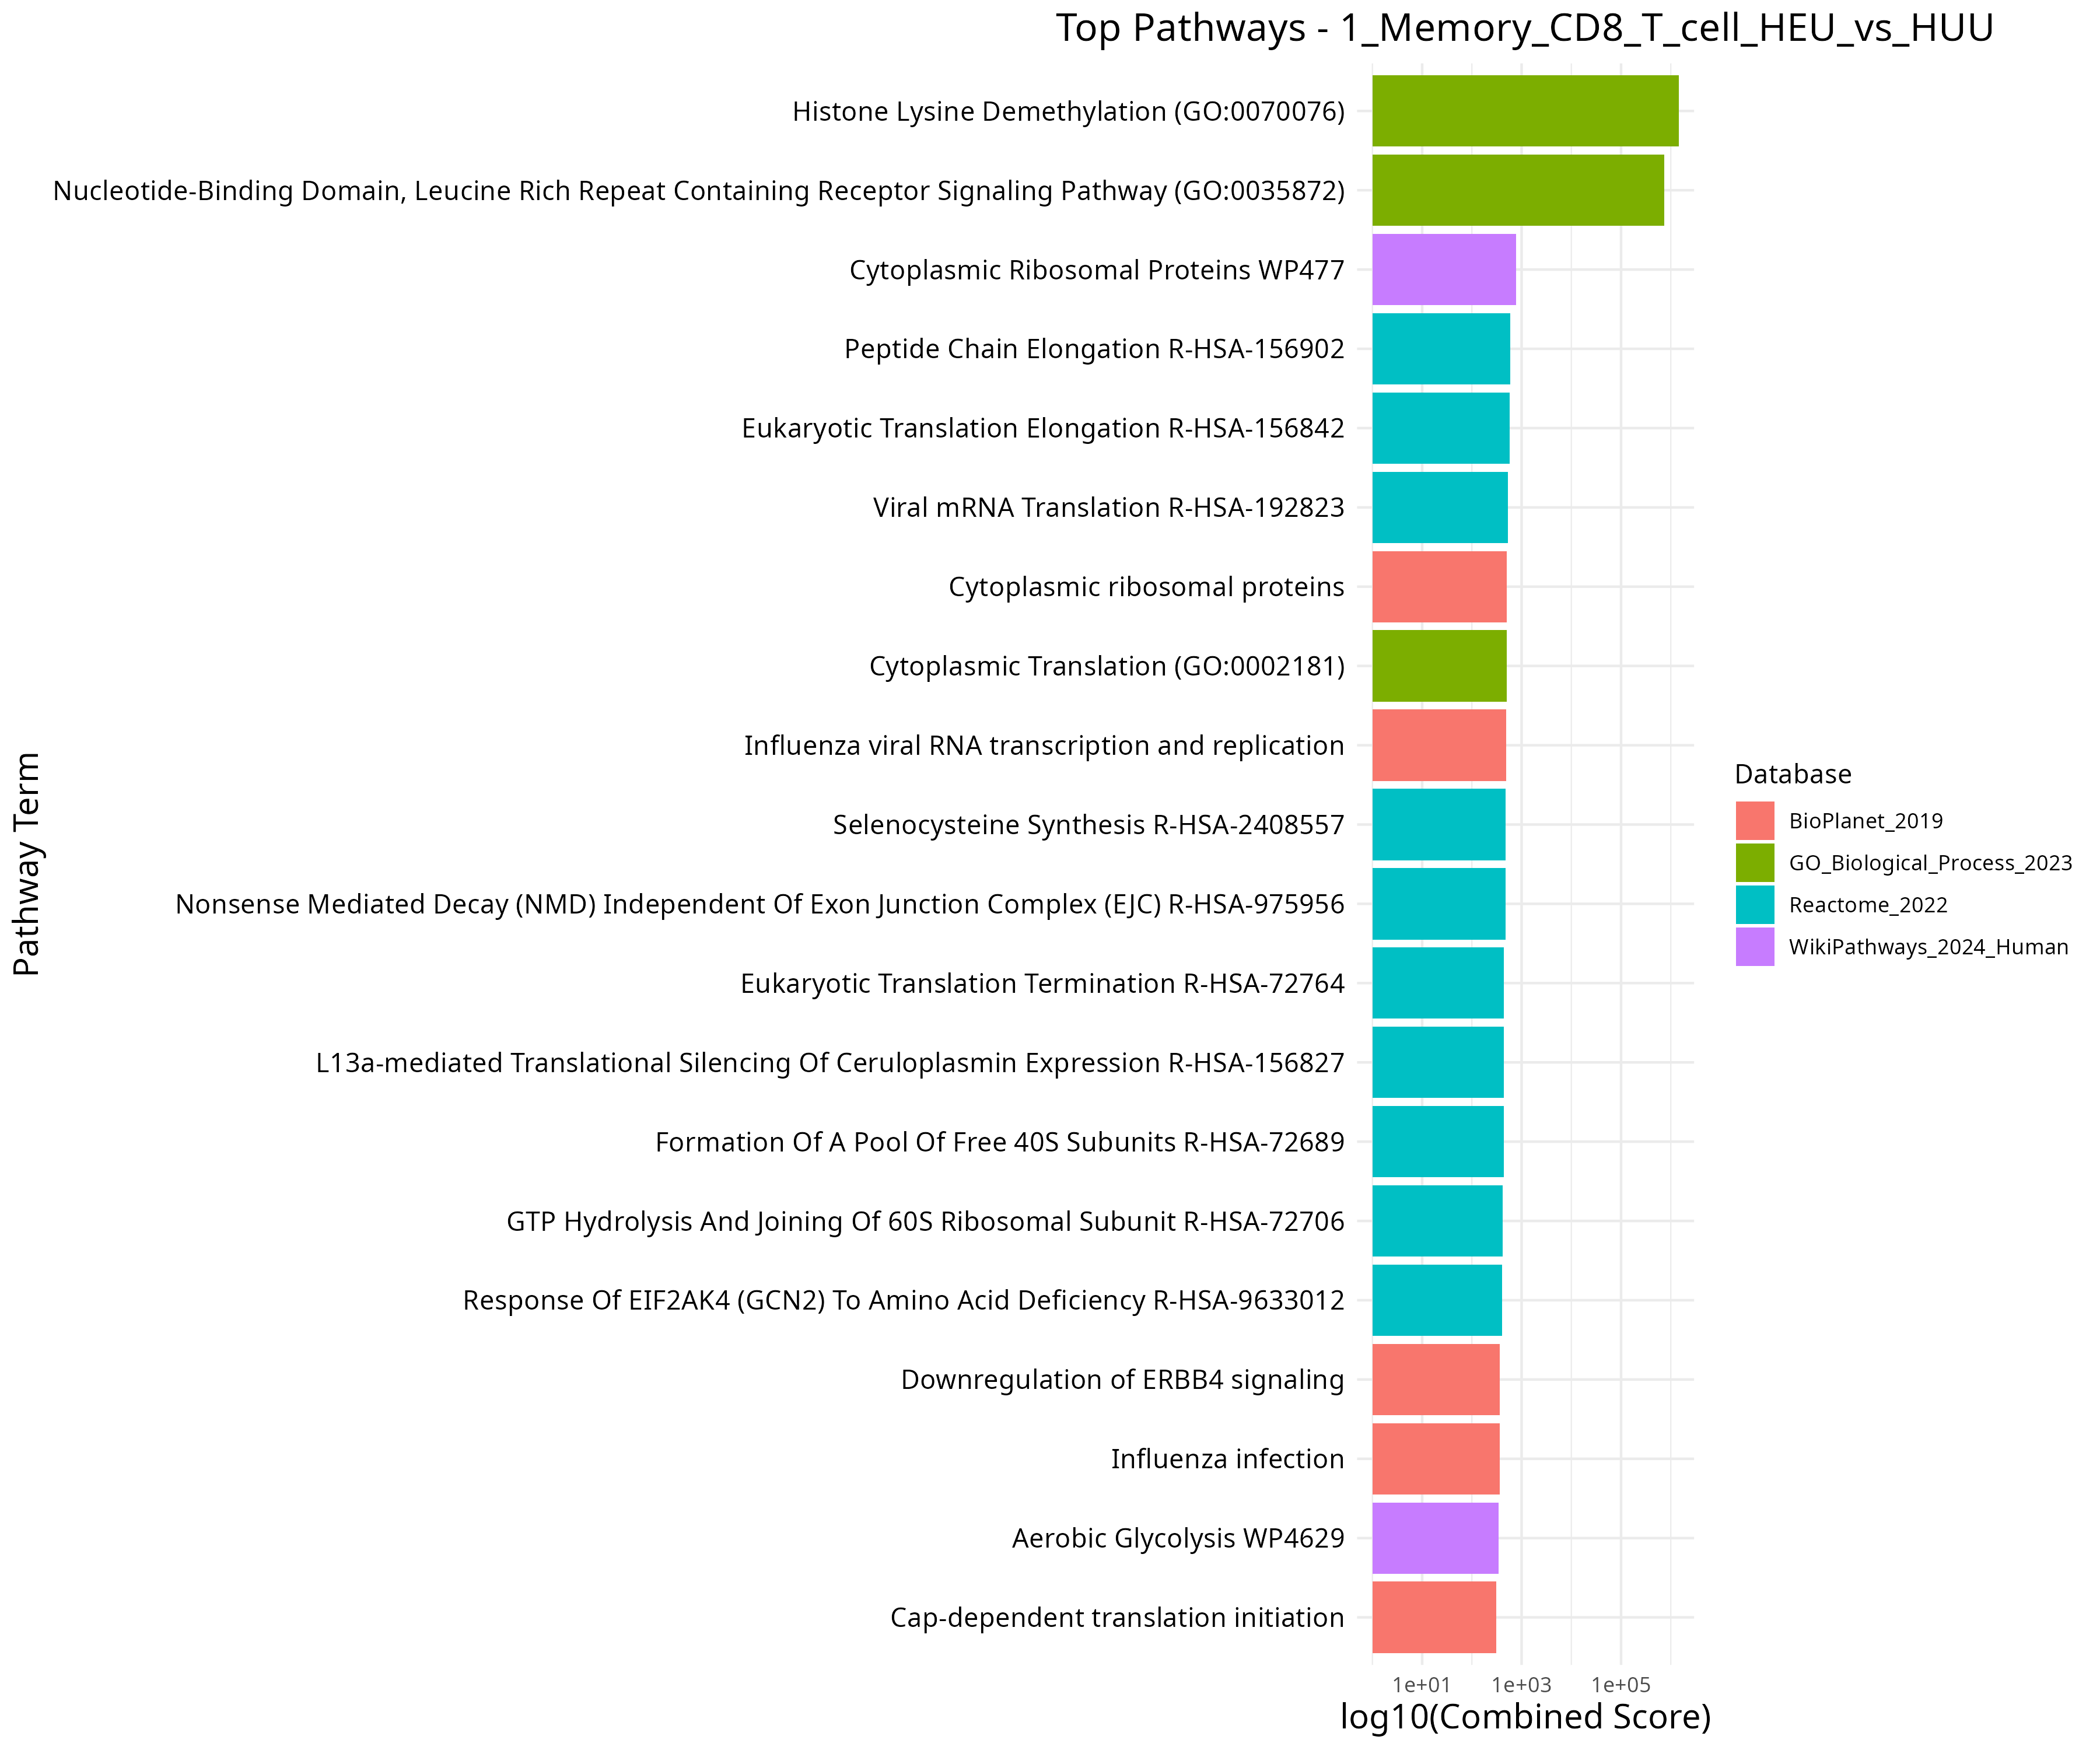 Top Pathways - 1_Memory_CD8_T_cell_HEU_vs_HUU
Pathway Term
Histone Lysine Demethylation (GO:0070076)
Nucleotide-Binding Domain, Leucine Rich Repeat Containing Receptor Signaling Pathway (GO:0035872)
Cytoplasmic Ribosomal Proteins WP477
Peptide Chain Elongation R-HSA-156902
Eukaryotic Translation Elongation R-HSA-156842
Viral mRNA Translation R-HSA-192823
Cytoplasmic ribosomal proteins
Cytoplasmic Translation (GO:0002181)
Influenza viral RNA transcription and replication
Selenocysteine Synthesis R-HSA-2408557
Nonsense Mediated Decay (NMD) Independent Of Exon Junction Complex (EJC) R-HSA-975956
Eukaryotic Translation Termination R-HSA-72764
L13a-mediated Translational Silencing Of Ceruloplasmin Expression R-HSA-156827
Formation Of A Pool Of Free 40S Subunits R-HSA-72689
GTP Hydrolysis And Joining Of 60S Ribosomal Subunit R-HSA-72706
Response Of EIF2AK4 (GCN2) To Amino Acid Deficiency R-HSA-9633012
Downregulation of ERBB4 signaling
Influenza infection
Aerobic Glycolysis WP4629
Cap-dependent translation initiation
1e+01 1e+03 1e+05
log10(Combined Score)
Database
BioPlanet_2019
GO_Biological_Process_2023
Reactome_2022
WikiPathways_2024_Human